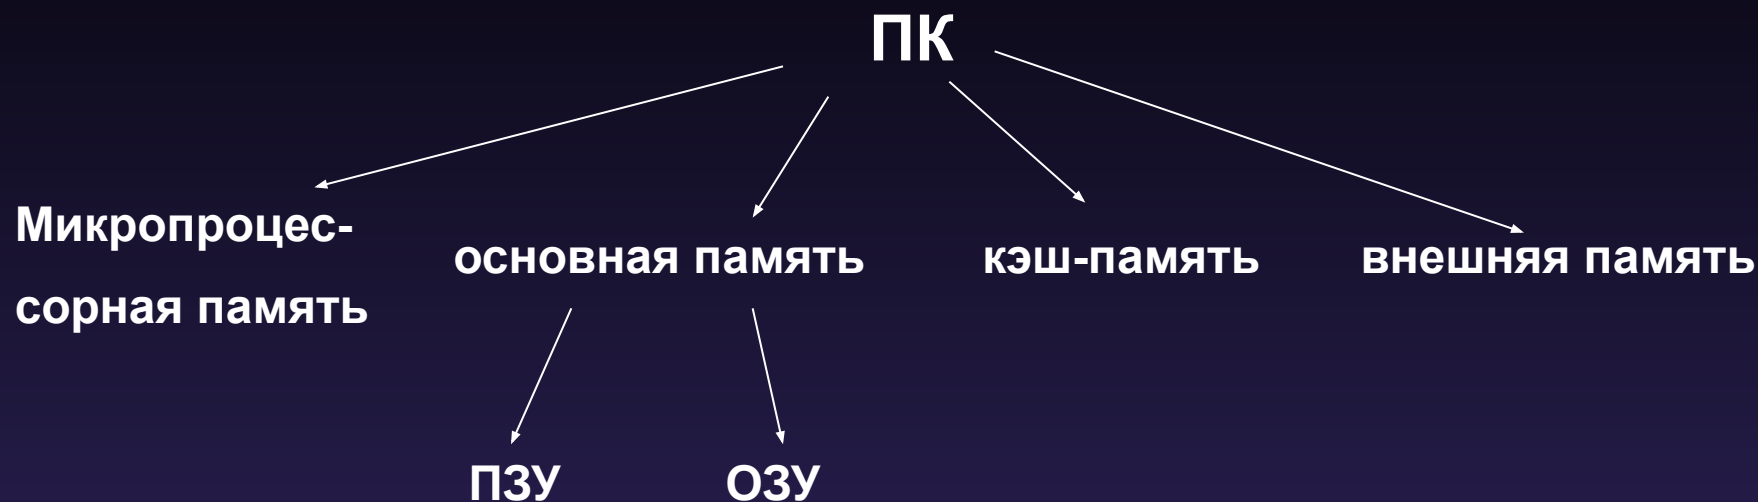 ПК
Микропроцес-
сорная память
основная память
кэш-память
внешняя память
ПЗУ
ОЗУ